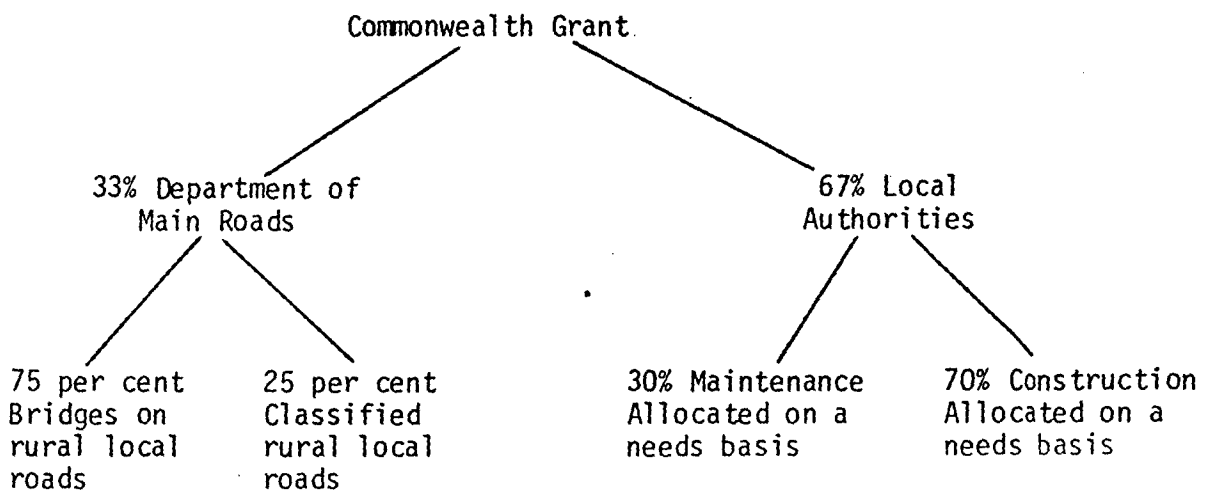 Commonwealth Grant
33% Department of
Main Roads
67% Local
Authorities
75 per cent
Bridges on
rural local
roads
25 per cent
Classified
rural local
roads
30% Maintenance
Allocated on a
needs basis
70% Construction
Allocated on a
needs basis